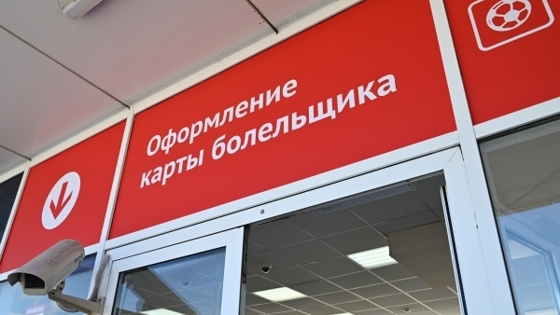 Оформление
карты болельщика